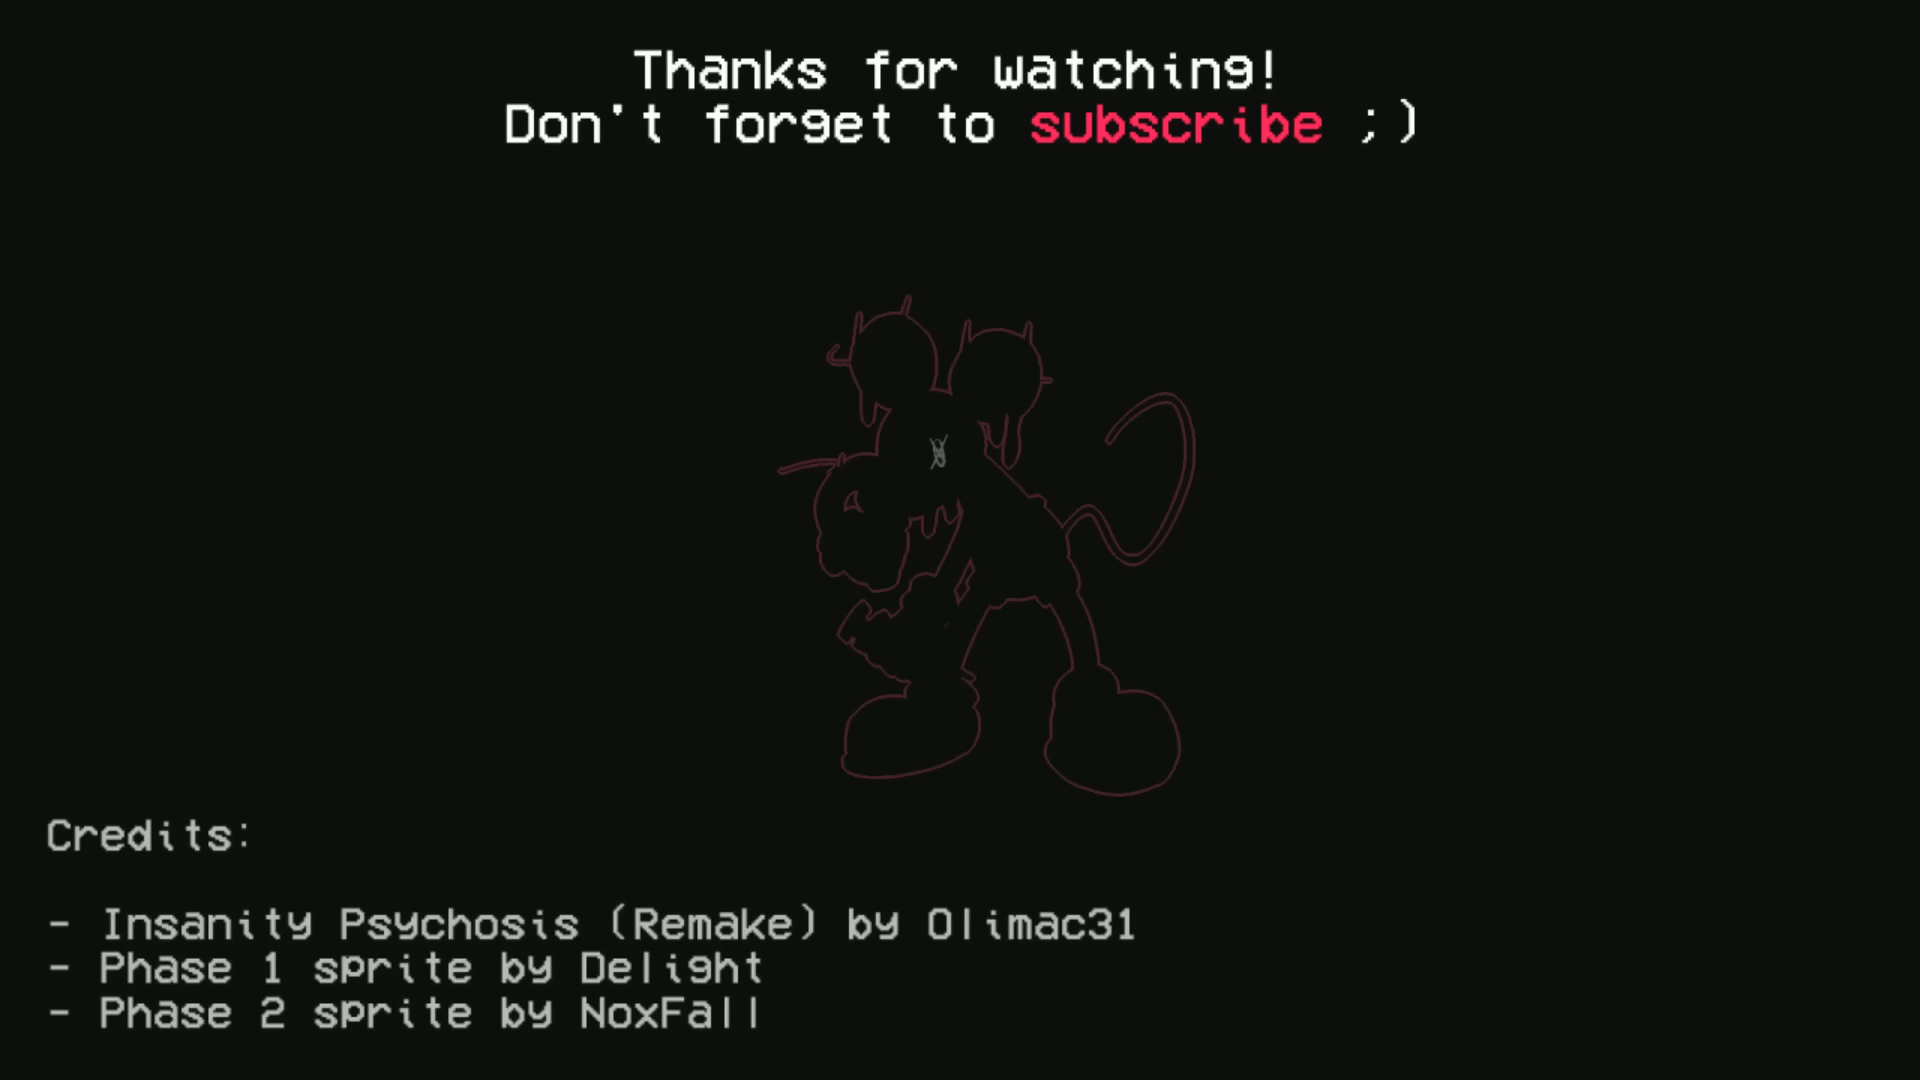 Thanks for watching!
Don't forget to subscribe ;)
Credits:
- Insanity Psychosis (Remake) by Olimac31
- Phase 1 sprite by Delight
- Phase 2 sprite by NoxFall